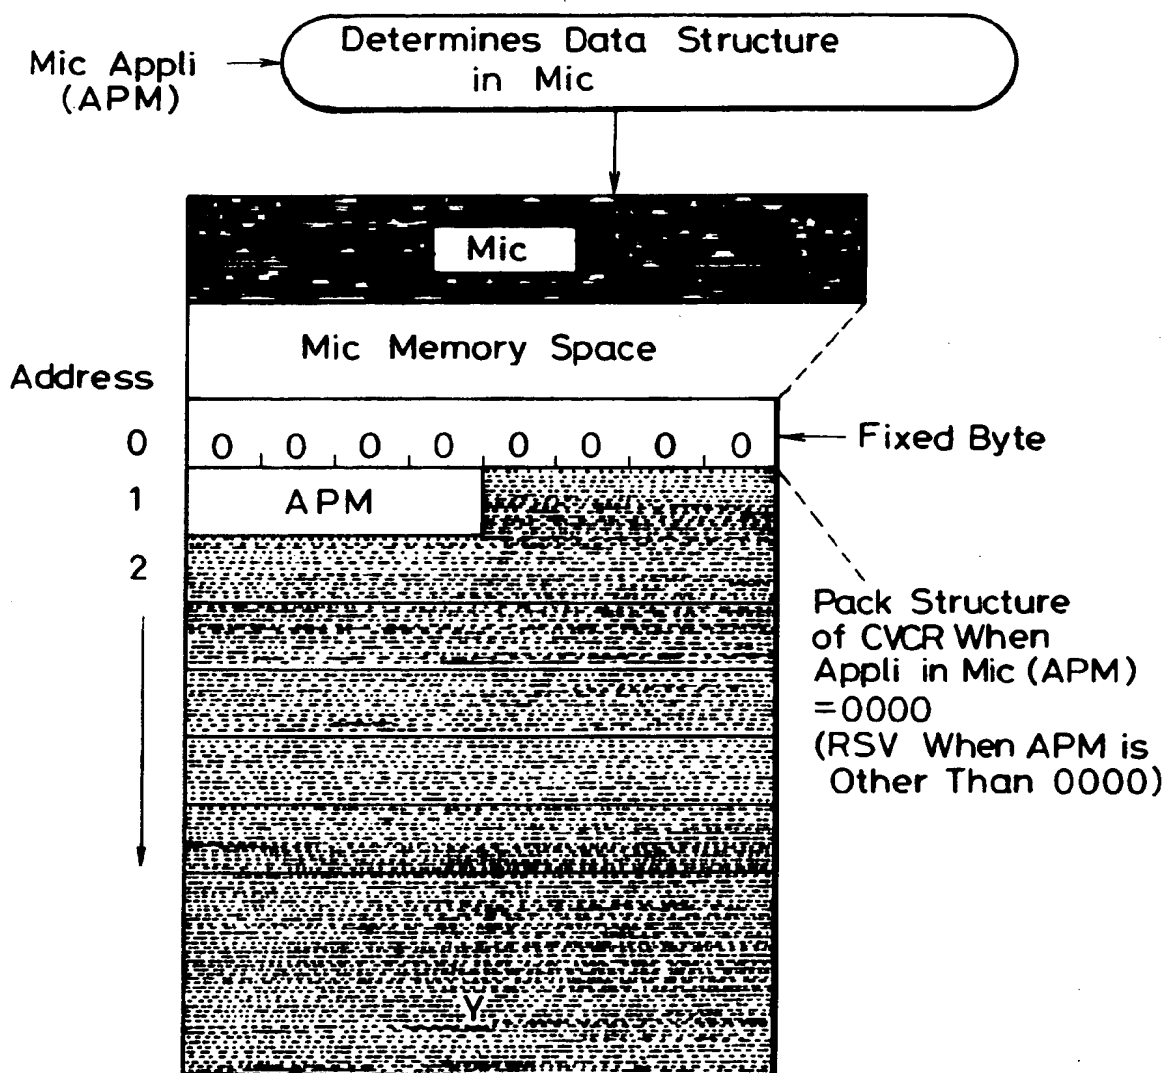 Determines Data Structure
in Mic
Mic Appli
(APM)
Mic
Mic Memory Space
Address
0 0 0 0 0 0 0 0 0
Fixed Byte
1 APM
2
Pack Structure
of CVCR When
Appli in Mic (APM)
=0000
(RSV When APM is
Other Than 0000)
Y